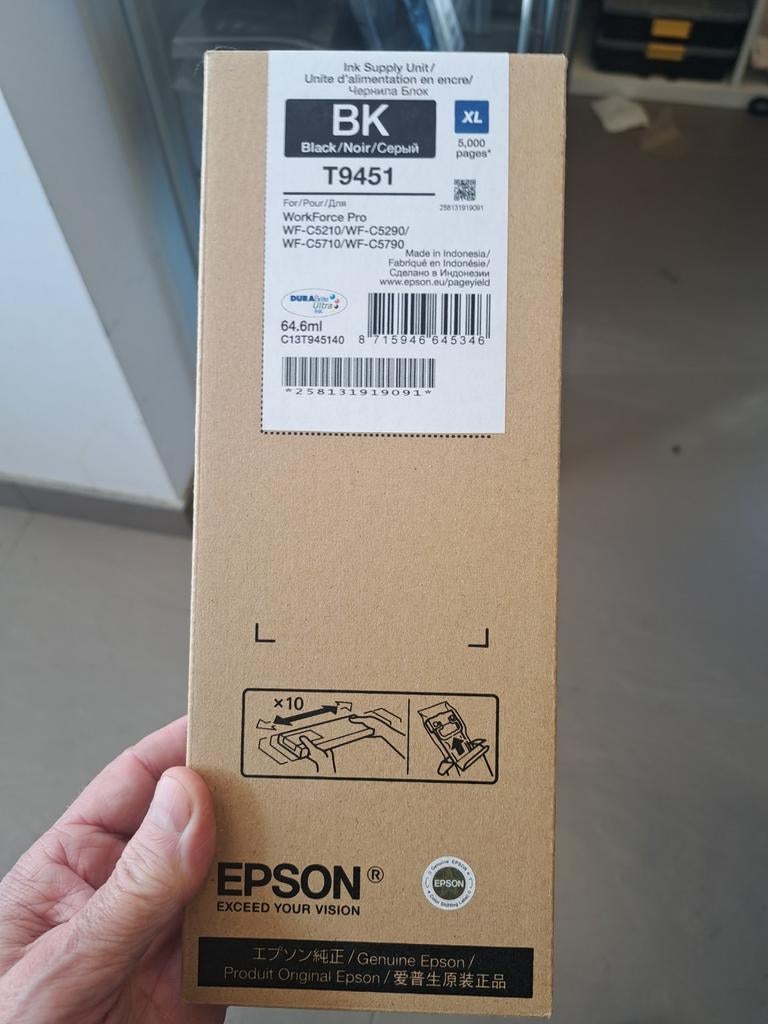 Ink Supply Unit/
Unite d'alimentation en encre/
Чернила Блок
BK
Black/Noir/Серый
XL
5,000
pages*
T9451
258131919091
For/Pour/Для
WorkForce Pro
WF-C5210/WF-C5290/
WF-C5710/WF-C5790
Made in Indonesia/
Fabriqué en Indonésie/
Сделано в Индонезии
www.epson.eu/pageyield
DURABrite
Ultra
INK
64.6ml
C13T945140
8 715946 645346
*258131919091*
×10
EPSON®
EXCEED YOUR VISION
Genuine EPSON
EPSON
Color Shifting Label
エプソン純正/Genuine Epson/
Produit Original Epson/爱普生原装正品